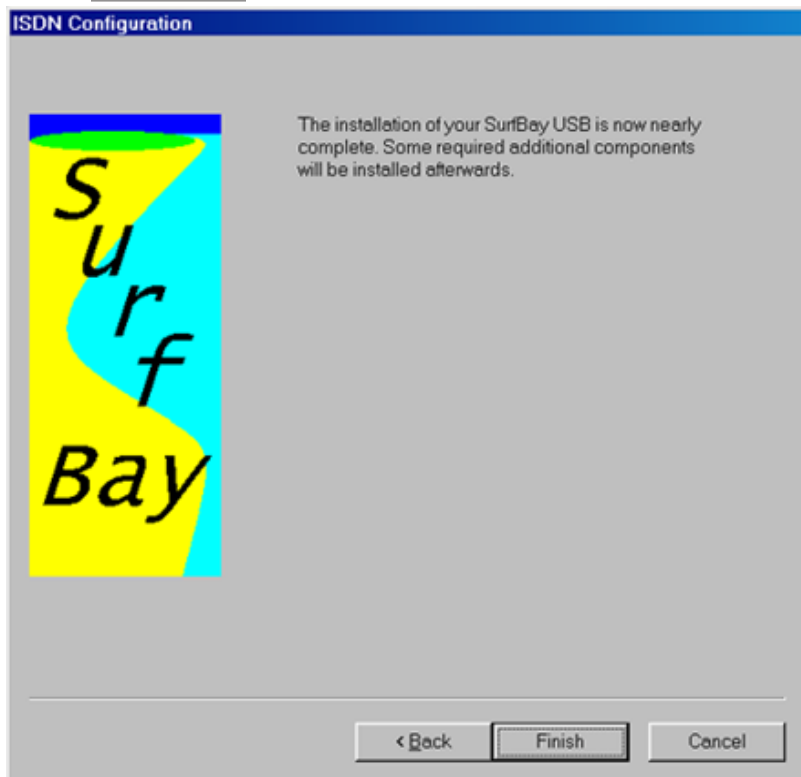 ISDN Configuration
Surf
Bay
The installation of your SurfBay USB is now nearly
complete. Some required additional components
will be installed afterwards.
< Back
Finish
Cancel